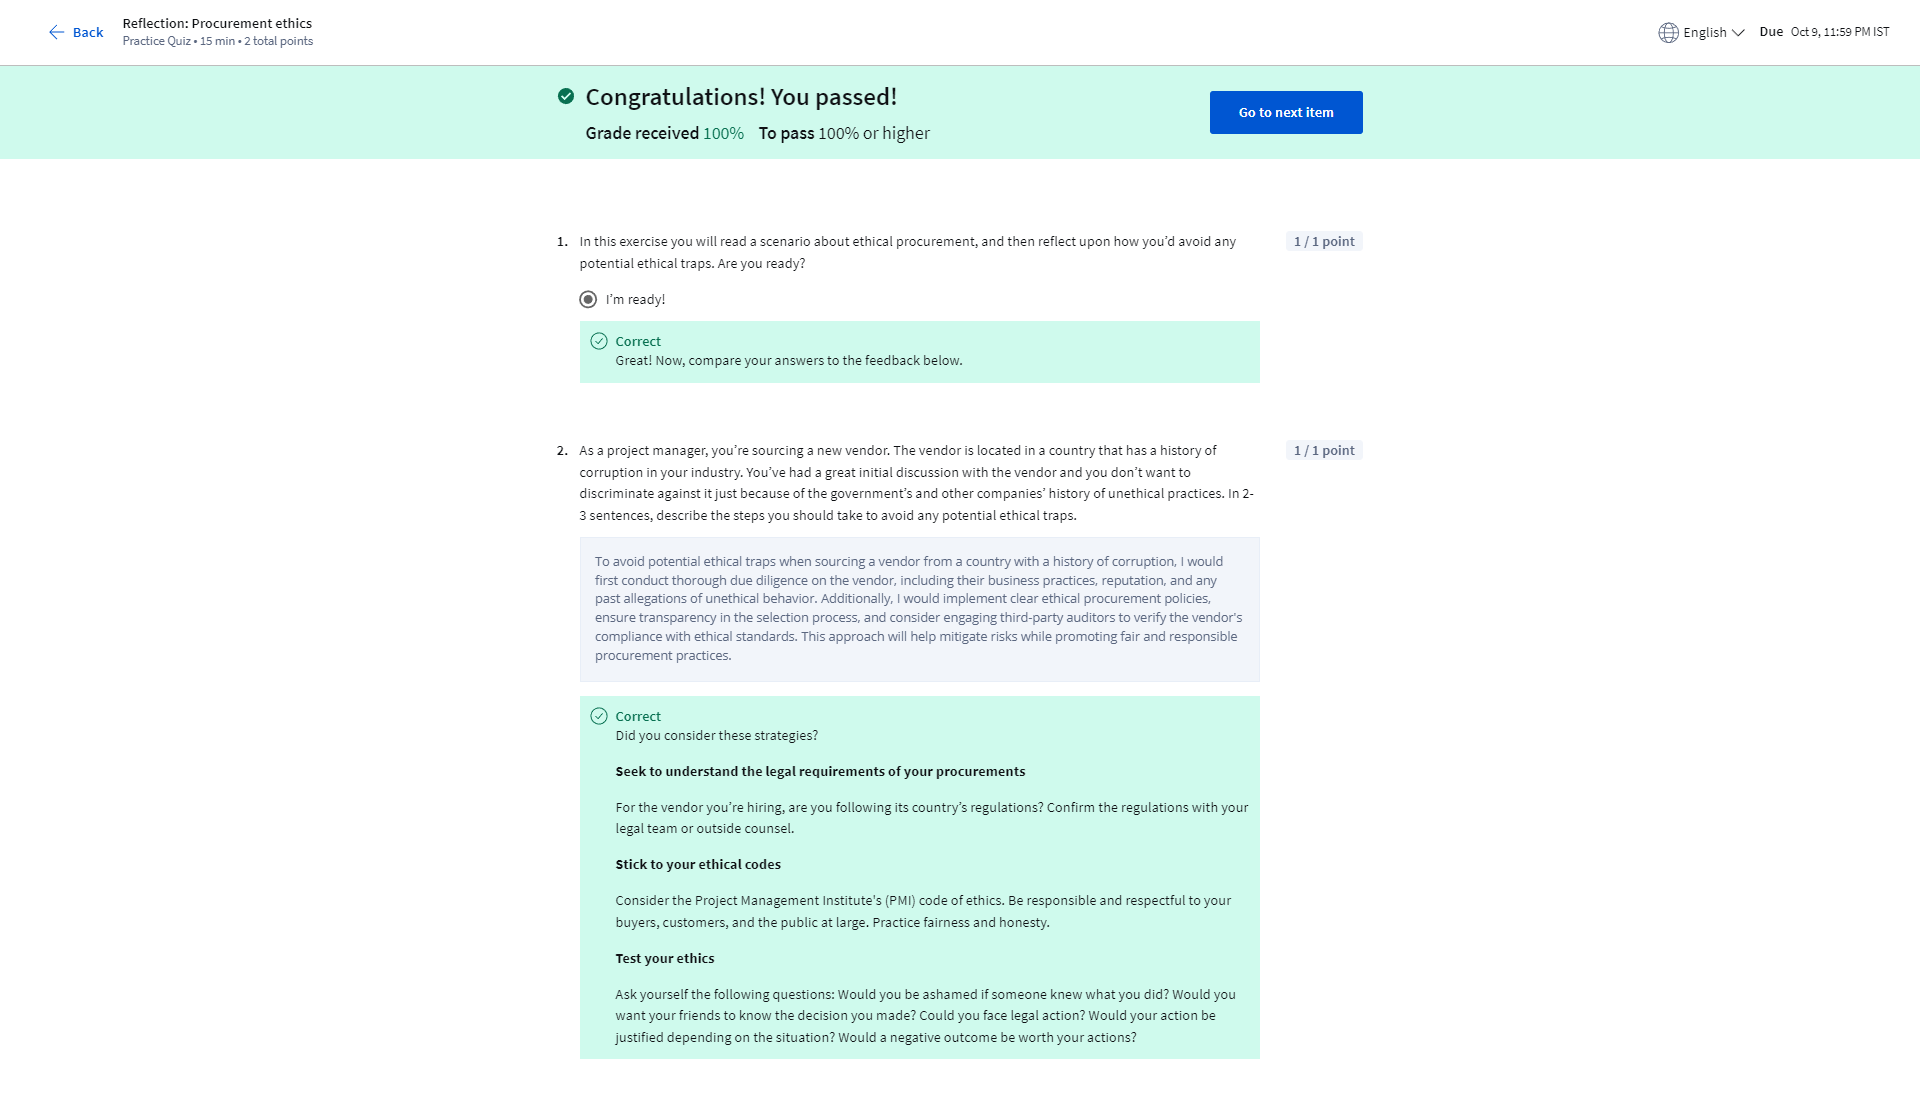 Back
Reflection: Procurement ethics
Practice Quiz • 15 min • 2 total points
English
Due Oct 9, 11:59 PM IST
Congratulations! You passed!
Grade received 100% To pass 100% or higher
Go to next item
1. In this exercise you will read a scenario about ethical procurement, and then reflect upon how you’d avoid any
potential ethical traps. Are you ready?
1 / 1 point
I’m ready!
Correct
Great! Now, compare your answers to the feedback below.
2. As a project manager, you’re sourcing a new vendor. The vendor is located in a country that has a history of
corruption in your industry. You’ve had a great initial discussion with the vendor and you don’t want to
discriminate against it just because of the government’s and other companies’ history of unethical practices. In 2-
3 sentences, describe the steps you should take to avoid any potential ethical traps.
1 / 1 point
To avoid potential ethical traps when sourcing a vendor from a country with a history of corruption, I would
first conduct thorough due diligence on the vendor, including their business practices, reputation, and any
past allegations of unethical behavior. Additionally, I would implement clear ethical procurement policies,
ensure transparency in the selection process, and consider engaging third-party auditors to verify the vendor's
compliance with ethical standards. This approach will help mitigate risks while promoting fair and responsible
procurement practices.
Correct
Did you consider these strategies?
Seek to understand the legal requirements of your procurements
For the vendor you’re hiring, are you following its country’s regulations? Confirm the regulations with your
legal team or outside counsel.
Stick to your ethical codes
Consider the Project Management Institute's (PMI) code of ethics. Be responsible and respectful to your
buyers, customers, and the public at large. Practice fairness and honesty.
Test your ethics
Ask yourself the following questions: Would you be ashamed if someone knew what you did? Would you
want your friends to know the decision you made? Could you face legal action? Would your action be
justified depending on the situation? Would a negative outcome be worth your actions?